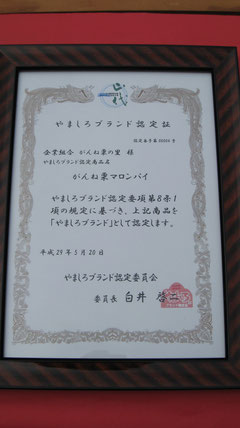 やましろブランド認定証
企業組合 がんね栗の里 様
やましろブランド認定商品名
がんね栗マロンパイ
やましろブランド認定要項第8条1
項の規定に基づき、上記商品を
「やましろブランド」として認定します。
平成29年5月20日
やましろブランド認定委員会
委員長 白井 啓二